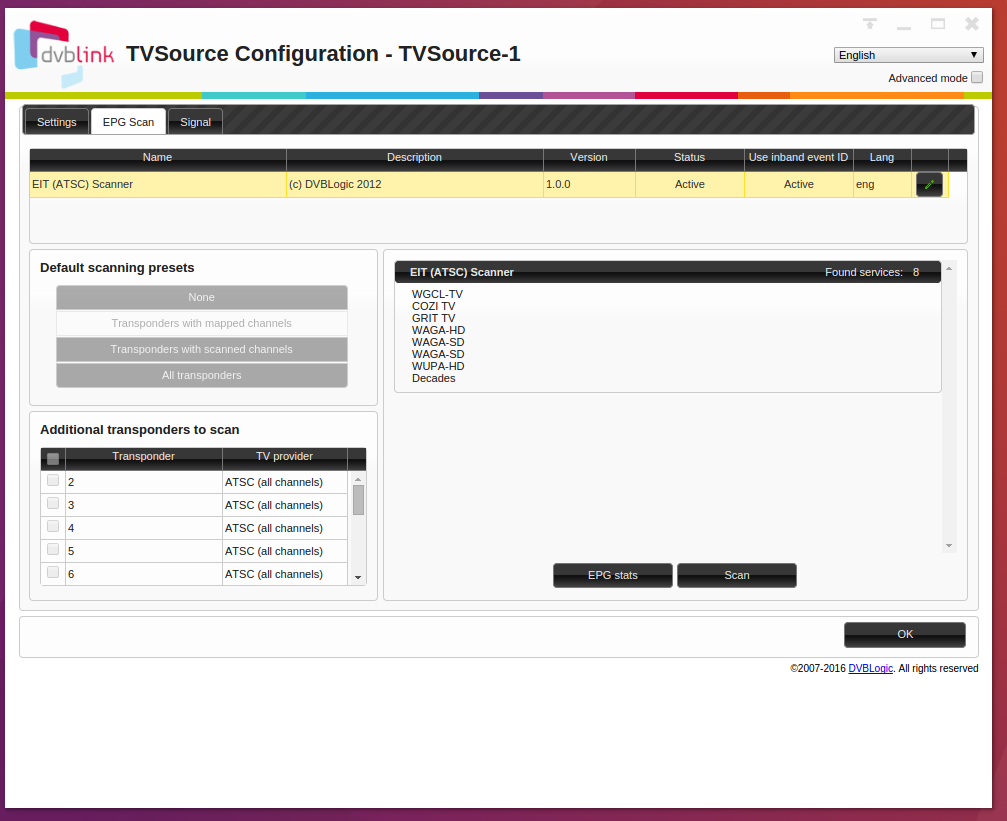 dvblink
TVSource Configuration - TVSource-1
English
Advanced mode
Settings EPG Scan Signal
Name Description Version Status Use inband event ID Lang
EIT (ATSC) Scanner (c) DVBLogic 2012 1.0.0 Active Active eng
Default scanning presets
None
Transponders with mapped channels
Transponders with scanned channels
All transponders
Additional transponders to scan
Transponder TV provider
2 ATSC (all channels)
3 ATSC (all channels)
4 ATSC (all channels)
5 ATSC (all channels)
6 ATSC (all channels)
EIT (ATSC) Scanner Found services: 8
WGCL-TV
COZI TV
GRIT TV
WAGA-HD
WAGA-SD
WAGA-SD
WUPA-HD
Decades
EPG stats Scan
OK
©2007-2016 DVBLogic. All rights reserved